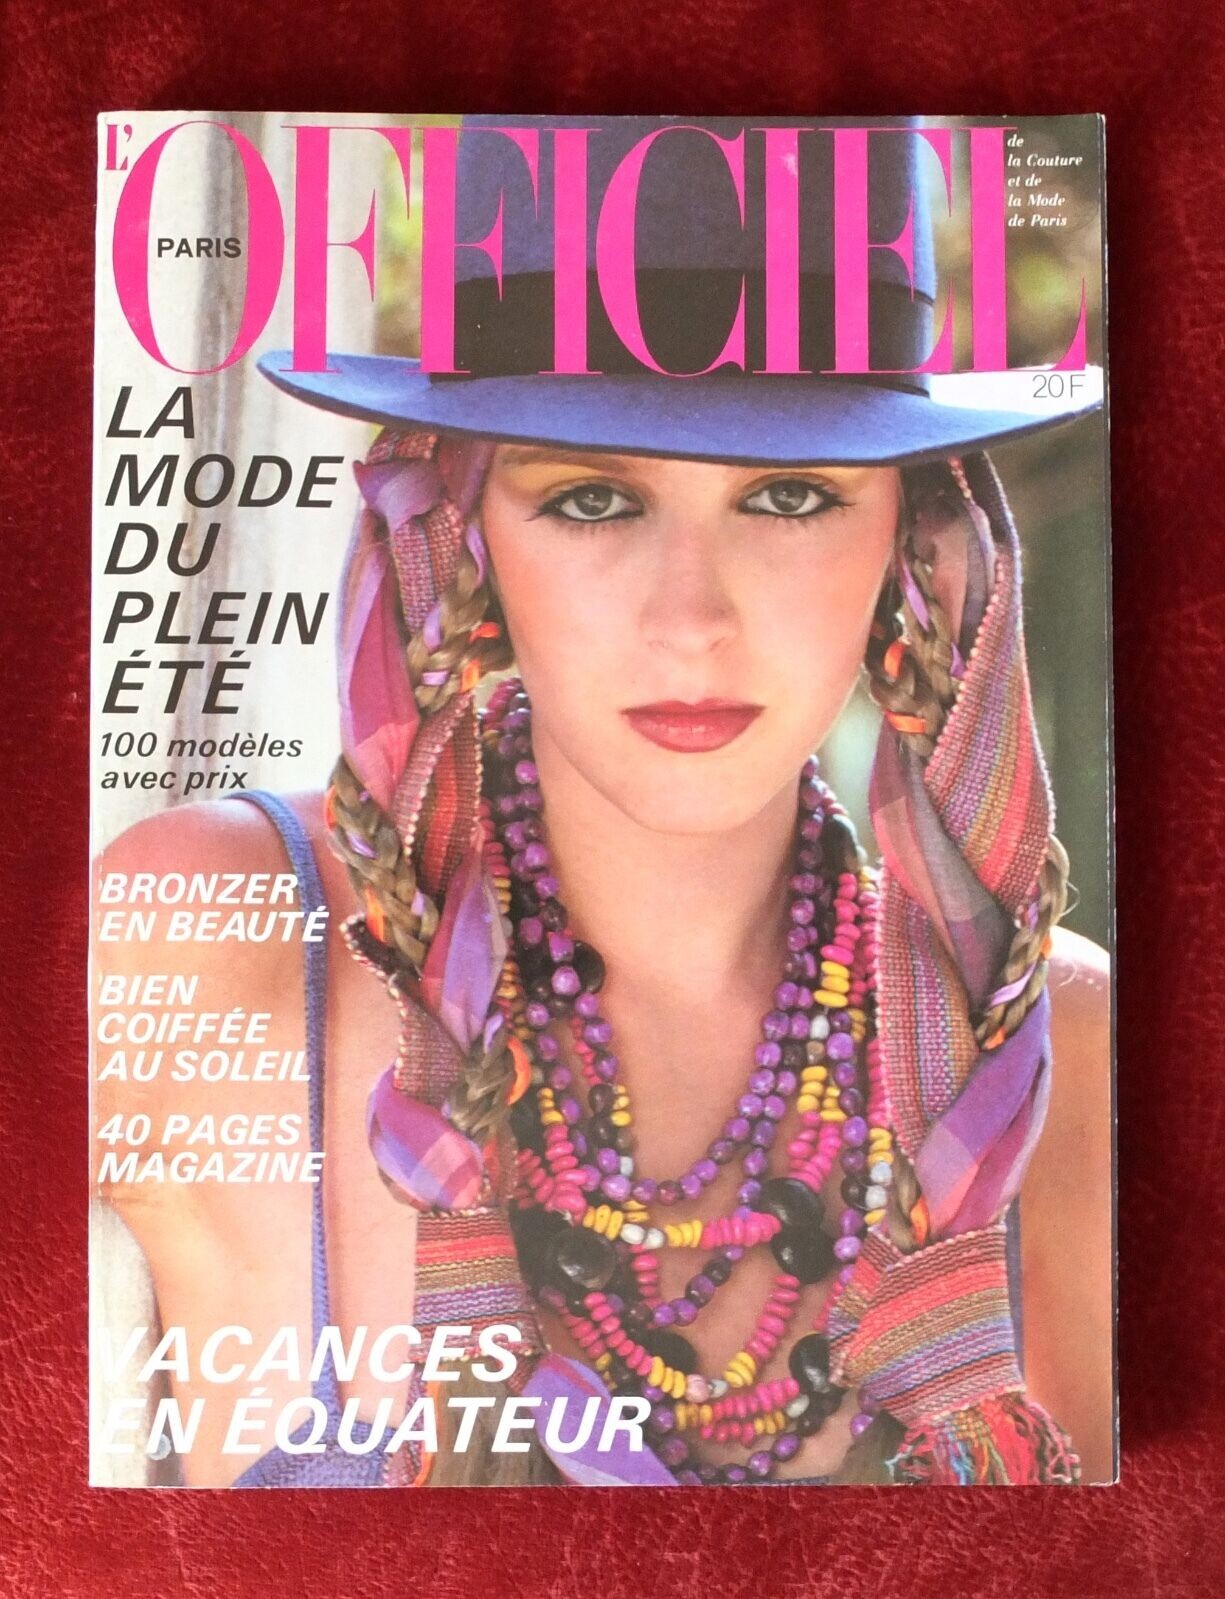 L'OFFICIEL
PARIS
de
la Couture
et de
la Mode
de Paris
20F
LA
MODE
DU
PLEIN
ÉTÉ
100 modèles
avec prix
BRONZER
EN BEAUTÉ
BIEN
COIFFÉE
AU SOLEIL
40 PAGES
MAGAZINE
VACANCES
EN ÉQUATEUR